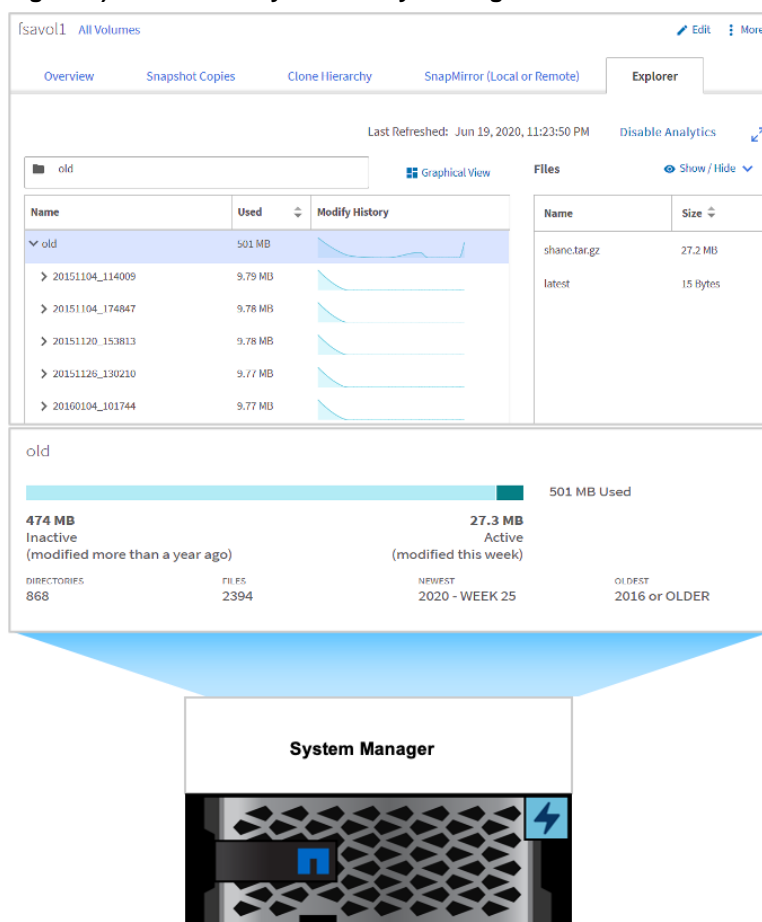 fsavol1 All Volumes Edit More
Overview Snapshot Copies Clone Hierarchy SnapMirror (Local or Remote) Explorer
Last Refreshed: Jun 19, 2020, 11:23:50 PM Disable Analytics
old Graphical View Files Show / Hide
Name Used Modify History Name Size
old 501 MB shane.tar.gz 27.2 MB
20151104_114009 9.79 MB latest 15 Bytes
20151104_174847 9.78 MB
20151120_153813 9.78 MB
20151126_130210 9.77 MB
20160104_101744 9.77 MB
old
501 MB Used
474 MB 27.3 MB
Inactive Active
(modified more than a year ago) (modified this week)
DIRECTORIES FILES NEWEST OLDEST
868 2394 2020 - WEEK 25 2016 or OLDER
System Manager